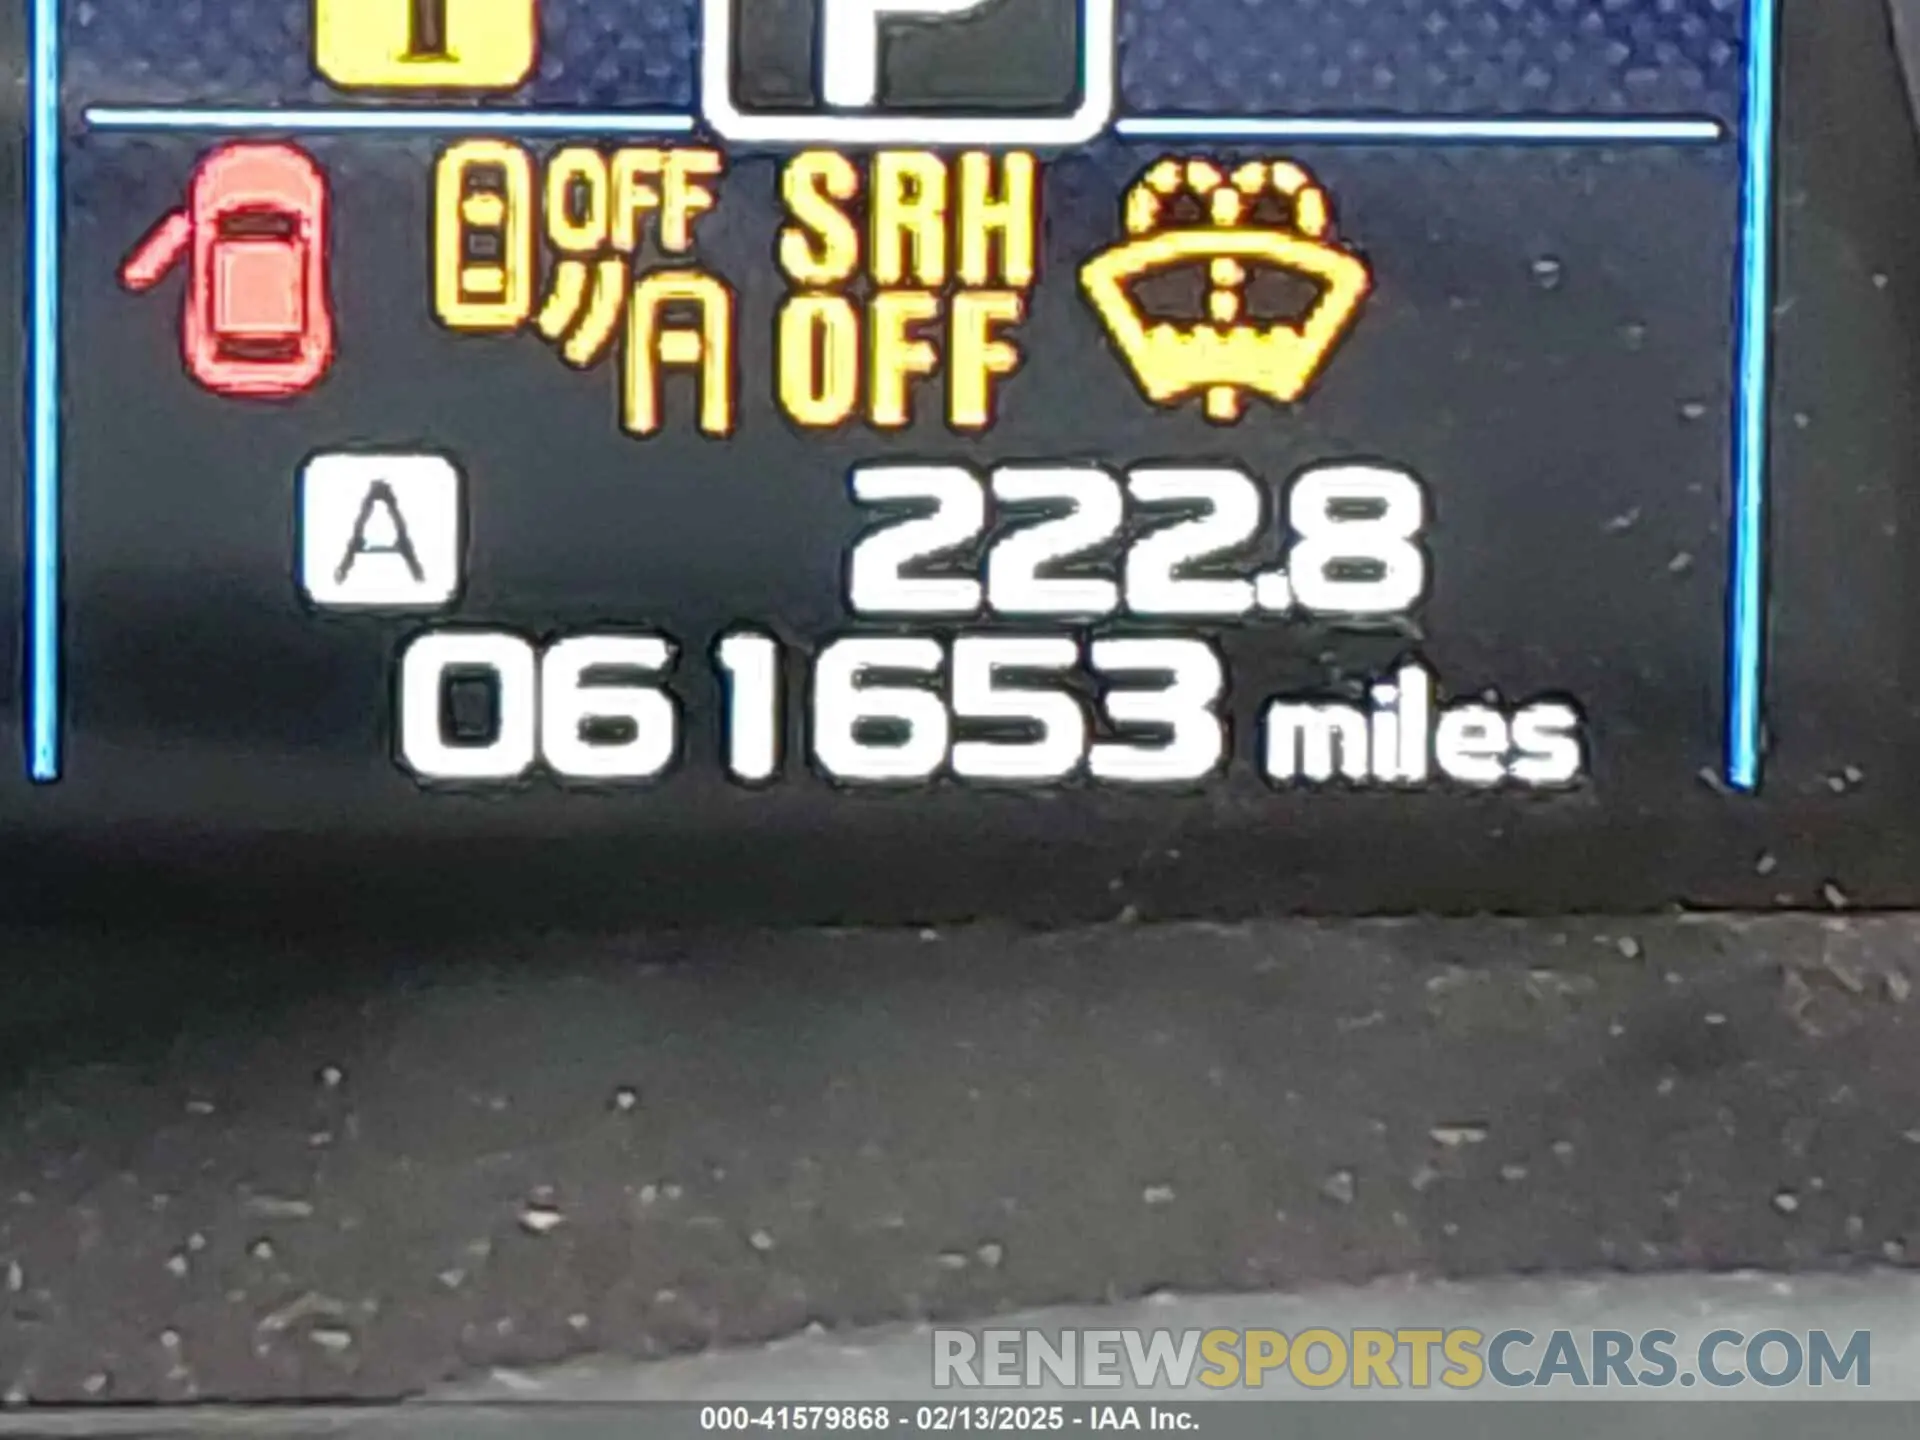 P
OFF SRH
OFF
A 222.8
061653 miles
RENEWSPORTSCARS.COM
000-41579868 - 02/13/2025 - IAA Inc.